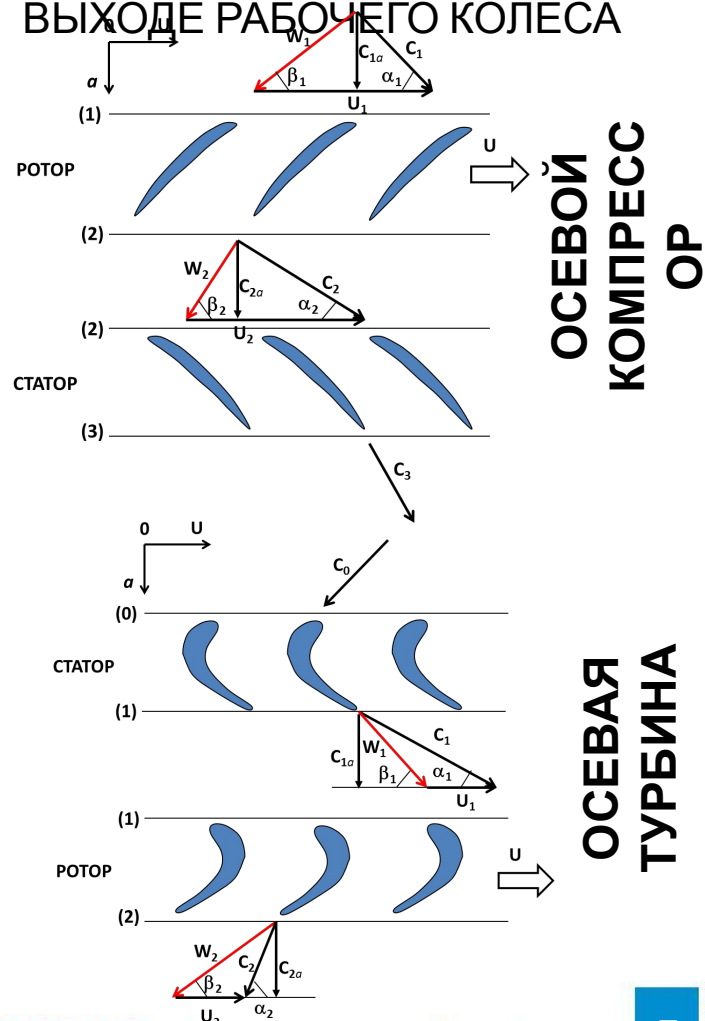 ВЫХОДЕ РАБОЧЕГО КОЛЕСА
0 U
a
W₁ C₁ₐ C₁
β₁ α₁
U₁
(1)
РОТОР
U
(2)
W₂ C₂ₐ C₂
β₂ α₂
U₂
(2)
СТАТОР
(3)
C₃
ОСЕВОЙ
КОМПРЕСС
ОР
0 U
a
C₀
(0)
СТАТОР
(1)
C₁ₐ W₁ C₁
β₁ α₁
U₁
(1)
РОТОР
U
(2)
W₂ C₂ C₂ₐ
β₂
α₂
U₂
ОСЕВАЯ
ТУРБИНА